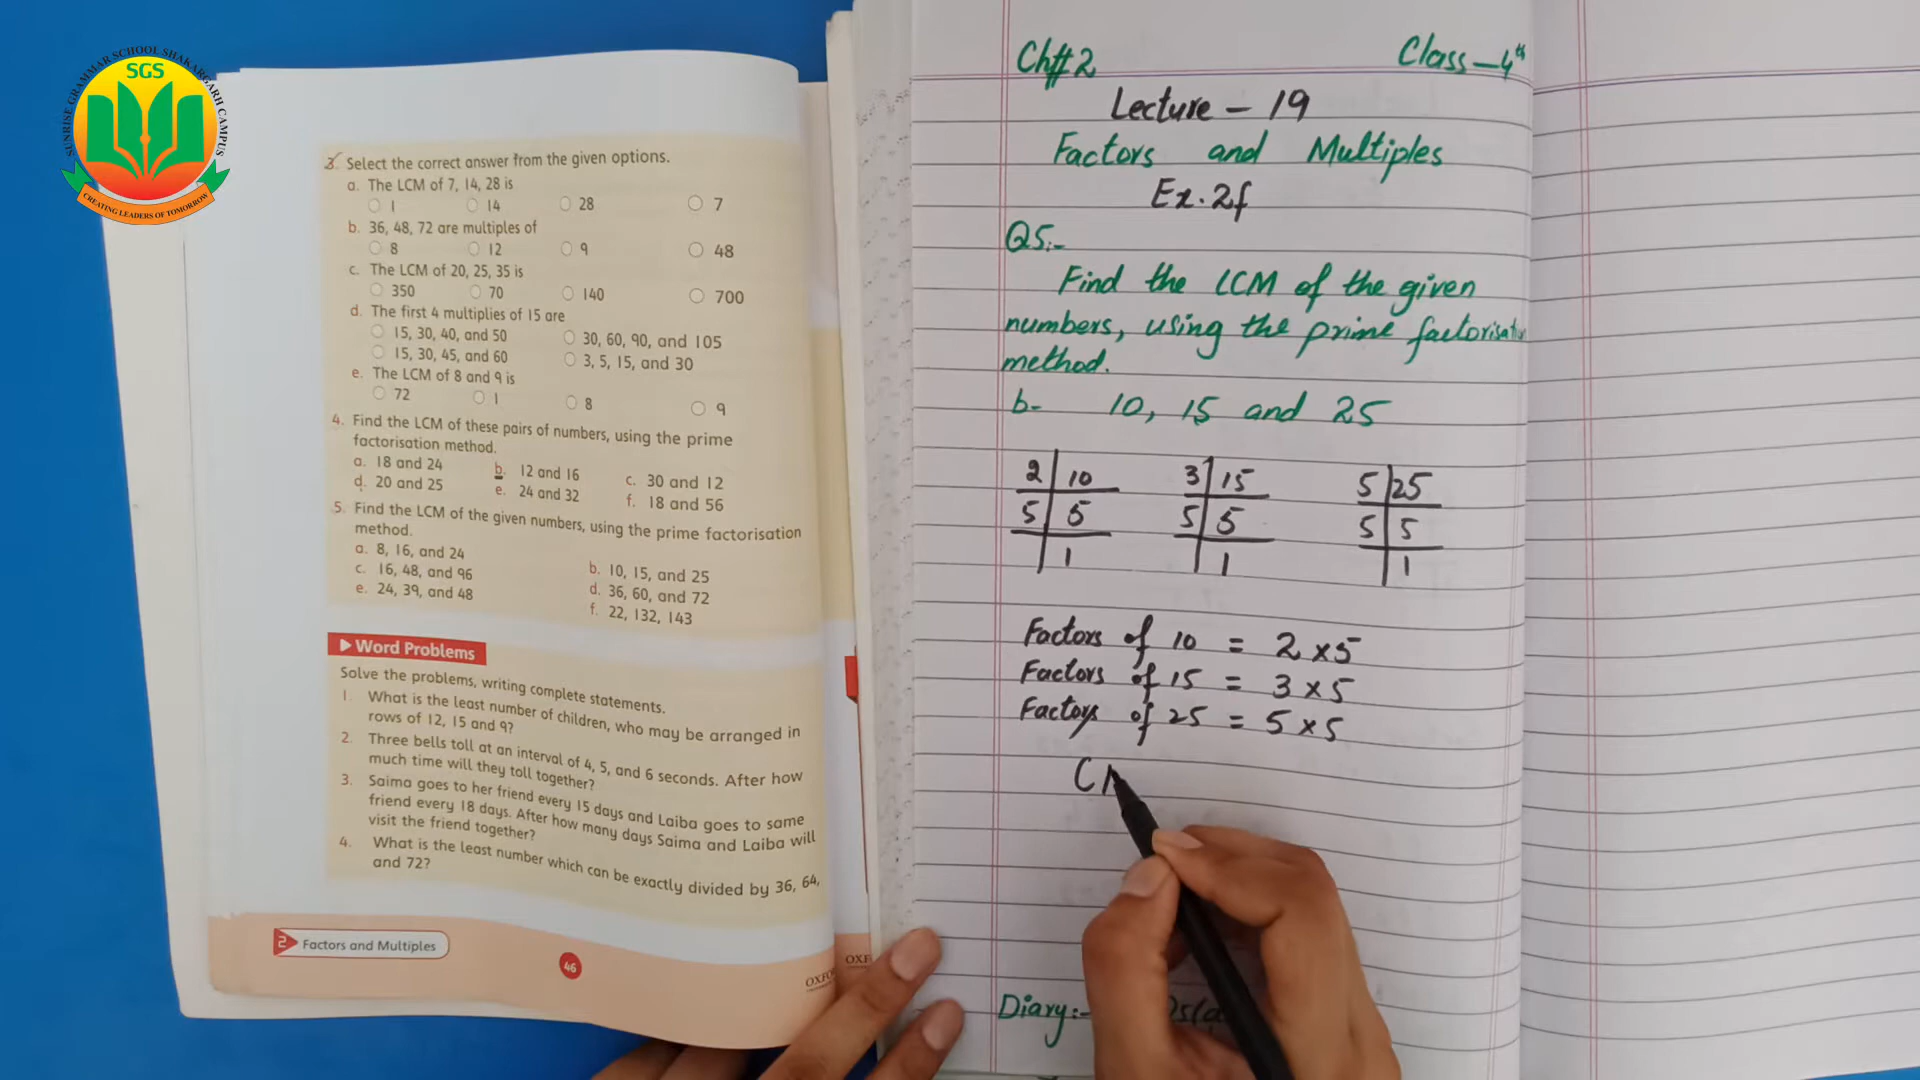 SUNRISE GRAMMAR SCHOOL SHAKARGARH CAMPUS
SGS
CREATING LEADERS OF TOMORROW
3. Select the correct answer from the given options.
a. The LCM of 7, 14, 28 is
1 14 28 7
b. 36, 48, 72 are multiples of
8 12 9 48
c. The LCM of 20, 25, 35 is
350 70 140 700
d. The first 4 multiplies of 15 are
15, 30, 40, and 50 30, 60, 90, and 105
15, 30, 45, and 60 3, 5, 15, and 30
e. The LCM of 8 and 9 is
72 1 8 9
4. Find the LCM of these pairs of numbers, using the prime
factorisation method.
a. 18 and 24 b. 12 and 16 c. 30 and 12
d. 20 and 25 e. 24 and 32 f. 18 and 56
5. Find the LCM of the given numbers, using the prime factorisation
method.
a. 8, 16, and 24 b. 10, 15, and 25
c. 16, 48, and 96 d. 36, 60, and 72
e. 24, 39, and 48 f. 22, 132, 143
Word Problems
Solve the problems, writing complete statements.
1. What is the least number of children, who may be arranged in
rows of 12, 15 and 9?
2. Three bells toll at an interval of 4, 5, and 6 seconds. After how
much time will they toll together?
3. Saima goes to her friend every 15 days and Laiba goes to same
friend every 18 days. After how many days Saima and Laiba will
visit the friend together?
4. What is the least number which can be exactly divided by 36, 64,
and 72?
2 Factors and Multiples
46
Ch# 2 Class-4th
Lecture - 19
Factors and Multiples
Ex. 2f
Q5:-
Find the LCM of the given
numbers, using the prime
method.
b- 10, 15 and 25
2 10 3 15 5 25
5 5 5 5 5 5
1 1 1
Factors of 10 = 2 × 5
Factors of 15 = 3 × 5
Factors of 25 = 5 × 5
Diary:-